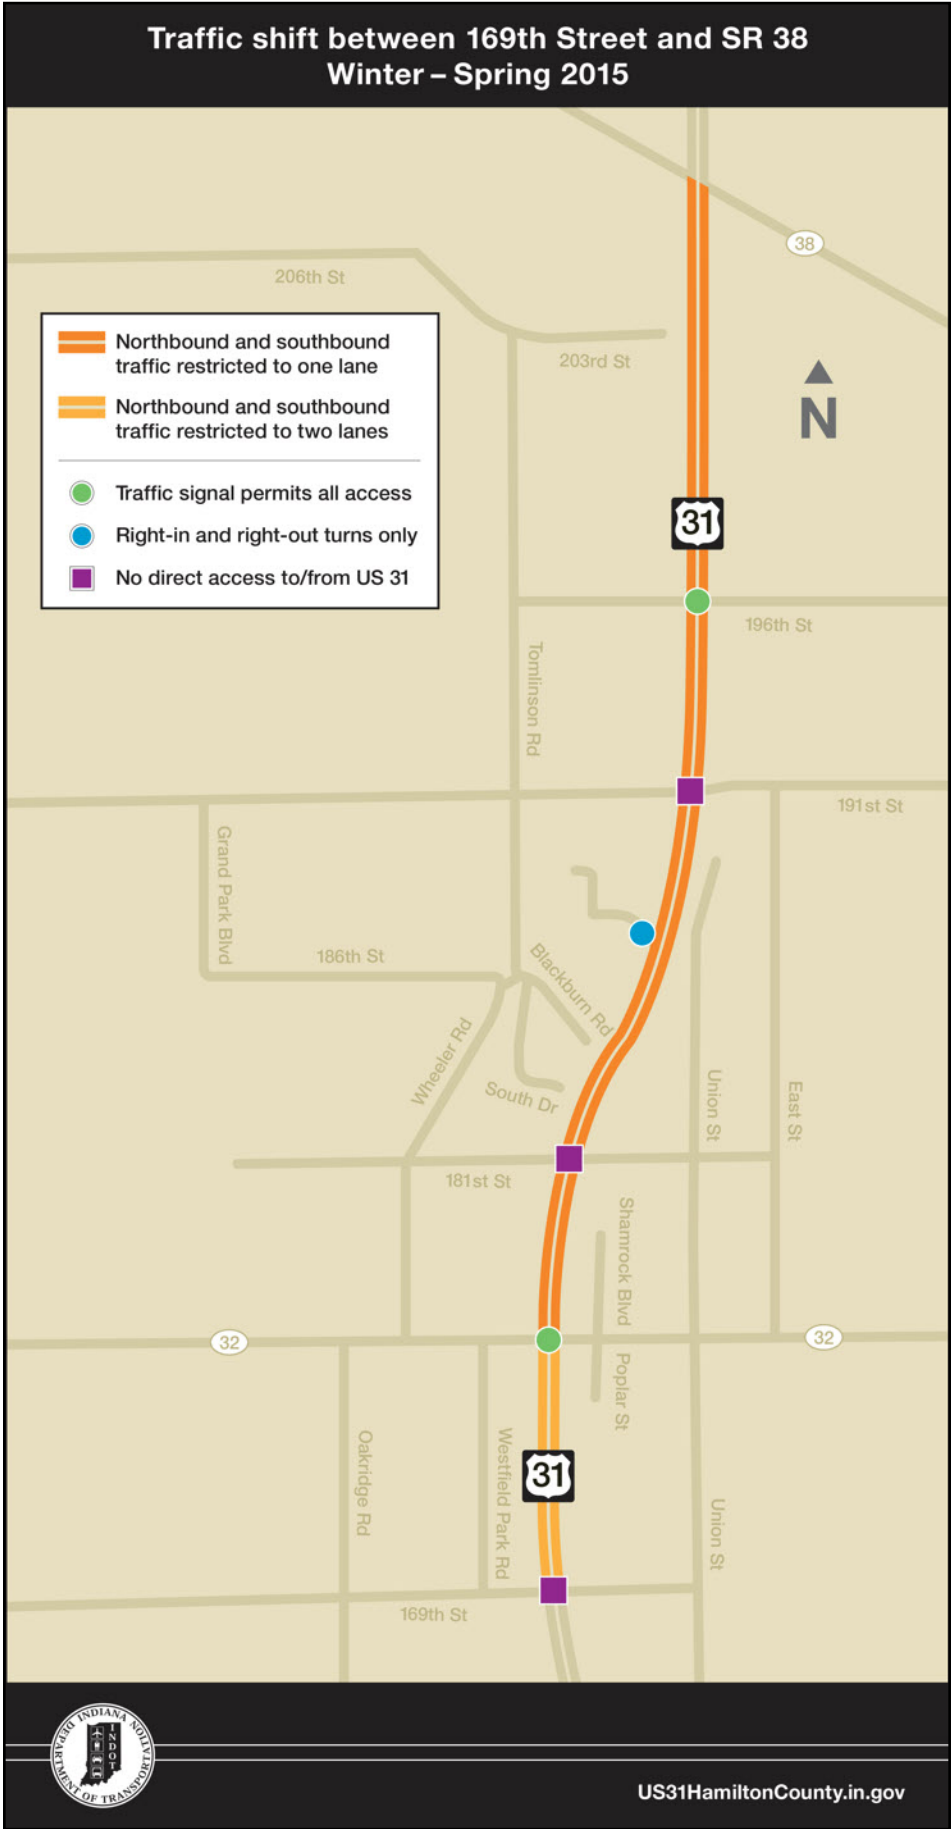 Traffic shift between 169th Street and SR 38
Winter – Spring 2015
38
206th St
Northbound and southbound
traffic restricted to one lane
Northbound and southbound
traffic restricted to two lanes
Traffic signal permits all access
Right-in and right-out turns only
No direct access to/from US 31
203rd St
N
31
196th St
Tomlinson Rd
191st St
Grand Park Blvd
186th St
Blackburn Rd
Wheeler Rd
South Dr
Union St
East St
181st St
Shamrock Blvd
32
32
Poplar St
Oakridge Rd
Westfield Park Rd
31
Union St
169th St
INDIANA
DEPARTMENT OF TRANSPORTATION
INDOT
US31HamiltonCounty.in.gov